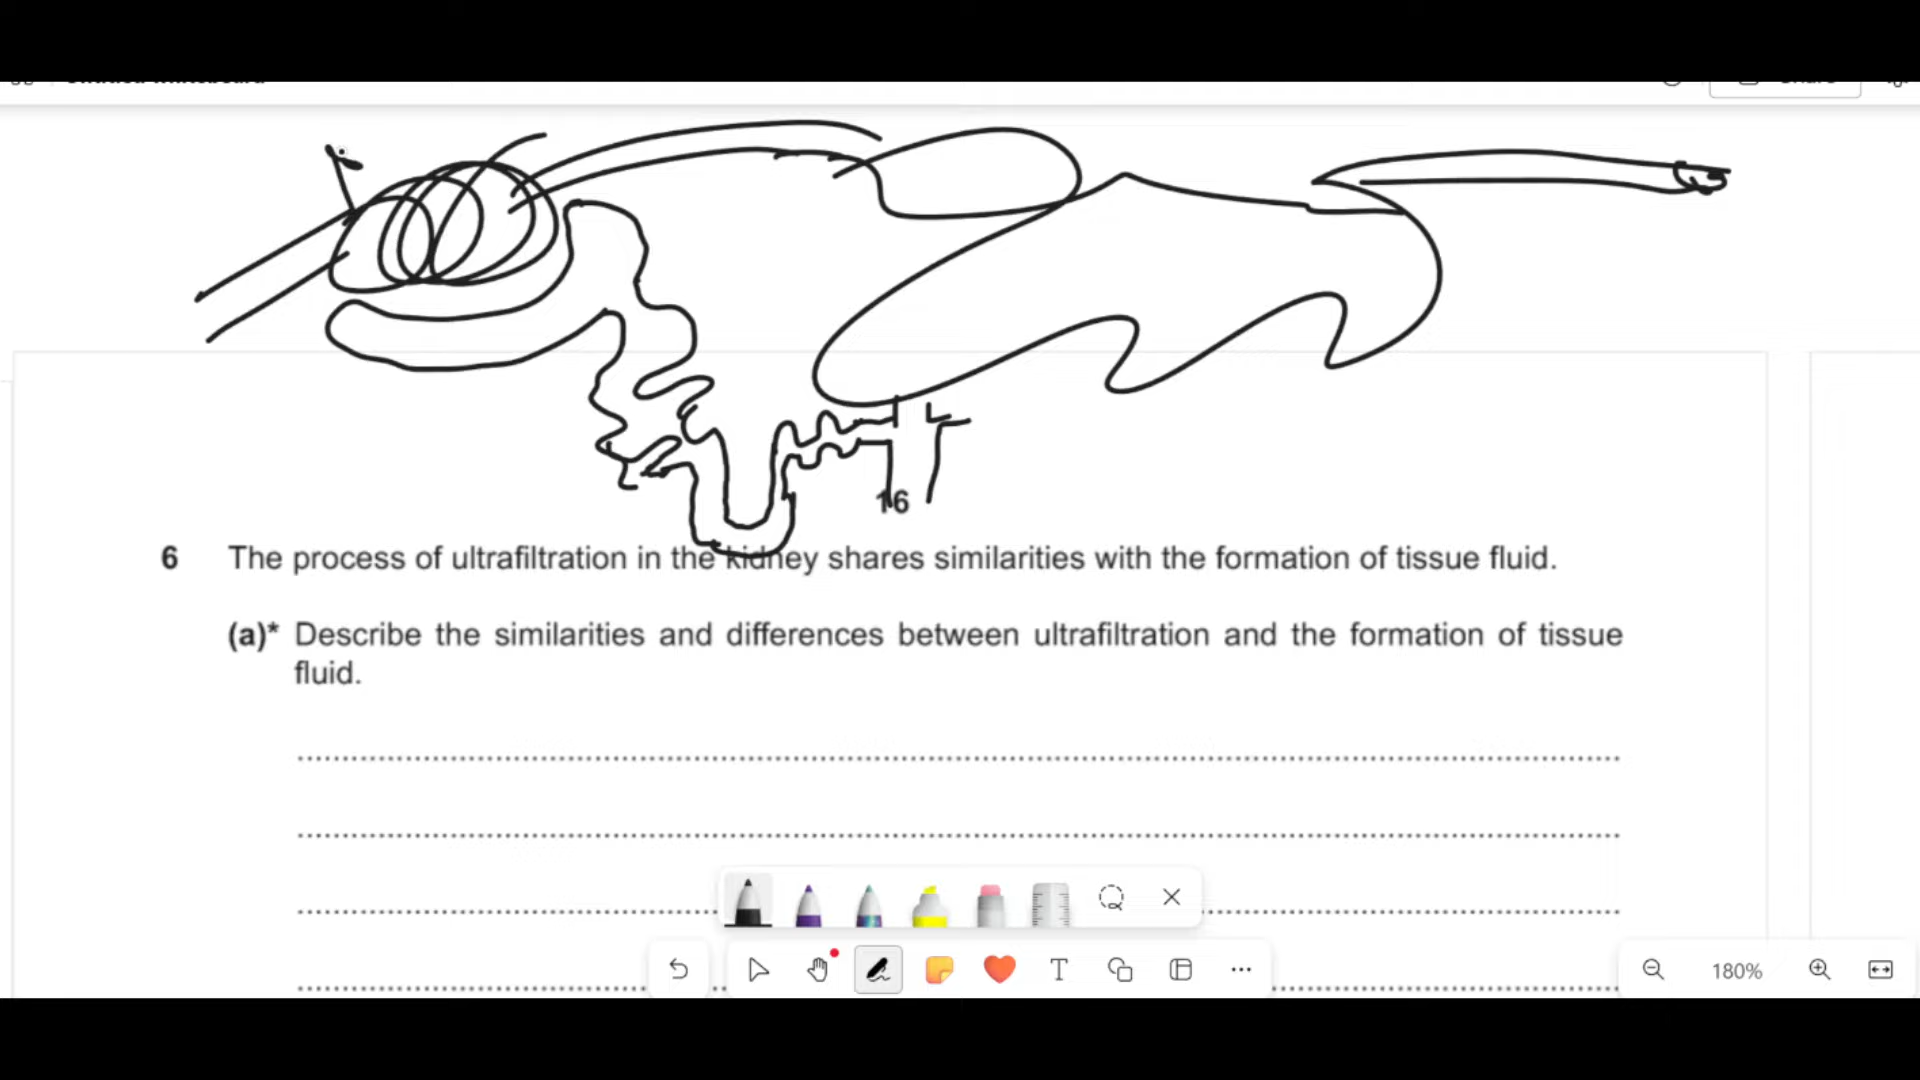 16
6 The process of ultrafiltration in the kidney shares similarities with the formation of tissue fluid.
(a)* Describe the similarities and differences between ultrafiltration and the formation of tissue
fluid.
180%